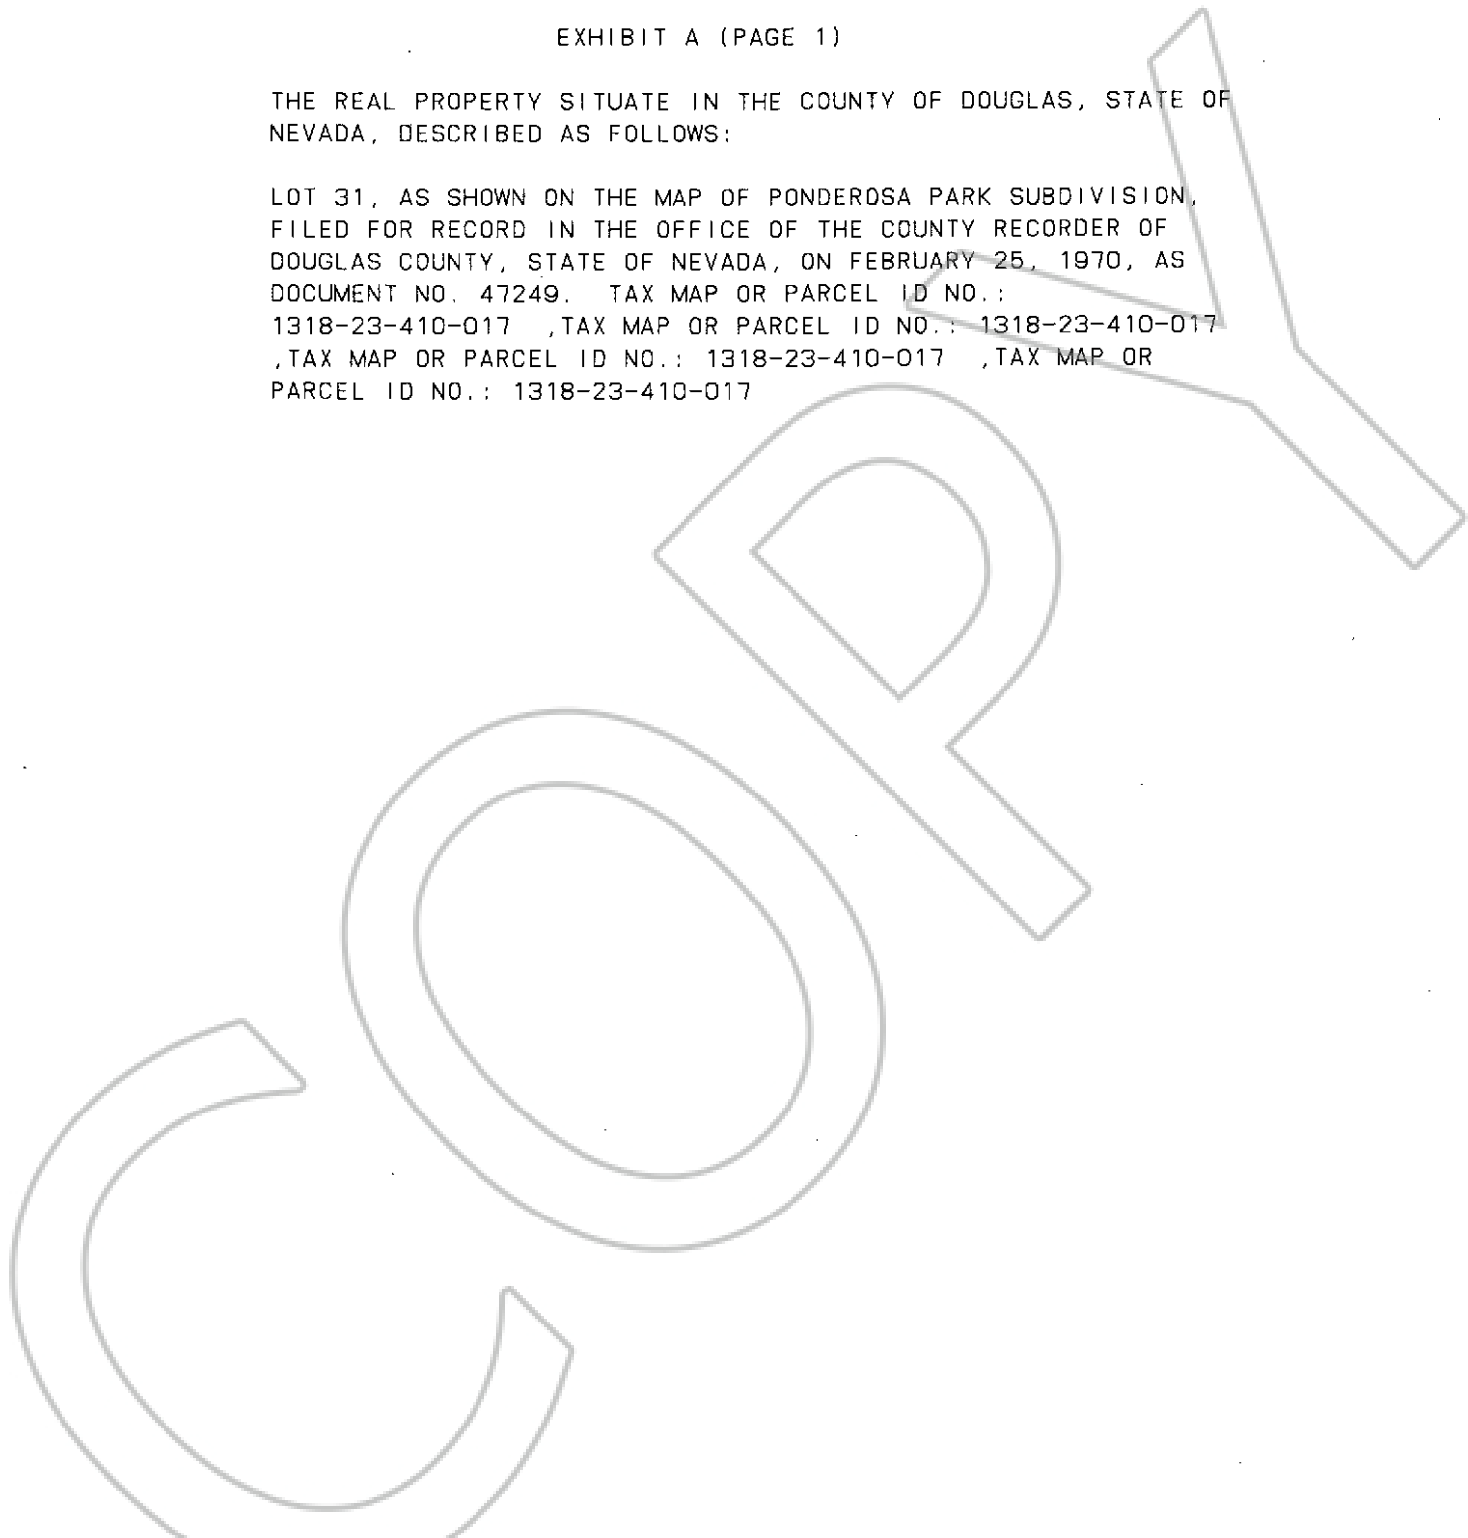 EXHIBIT A (PAGE 1)
THE REAL PROPERTY SITUATE IN THE COUNTY OF DOUGLAS, STATE OF
NEVADA, DESCRIBED AS FOLLOWS:
LOT 31, AS SHOWN ON THE MAP OF PONDEROSA PARK SUBDIVISION,
FILED FOR RECORD IN THE OFFICE OF THE COUNTY RECORDER OF
DOUGLAS COUNTY, STATE OF NEVADA, ON FEBRUARY 25, 1970, AS
DOCUMENT NO. 47249. TAX MAP OR PARCEL ID NO.:
1318-23-410-017 ,TAX MAP OR PARCEL ID NO.: 1318-23-410-017
,TAX MAP OR PARCEL ID NO.: 1318-23-410-017 ,TAX MAP OR
PARCEL ID NO.: 1318-23-410-017
COPY